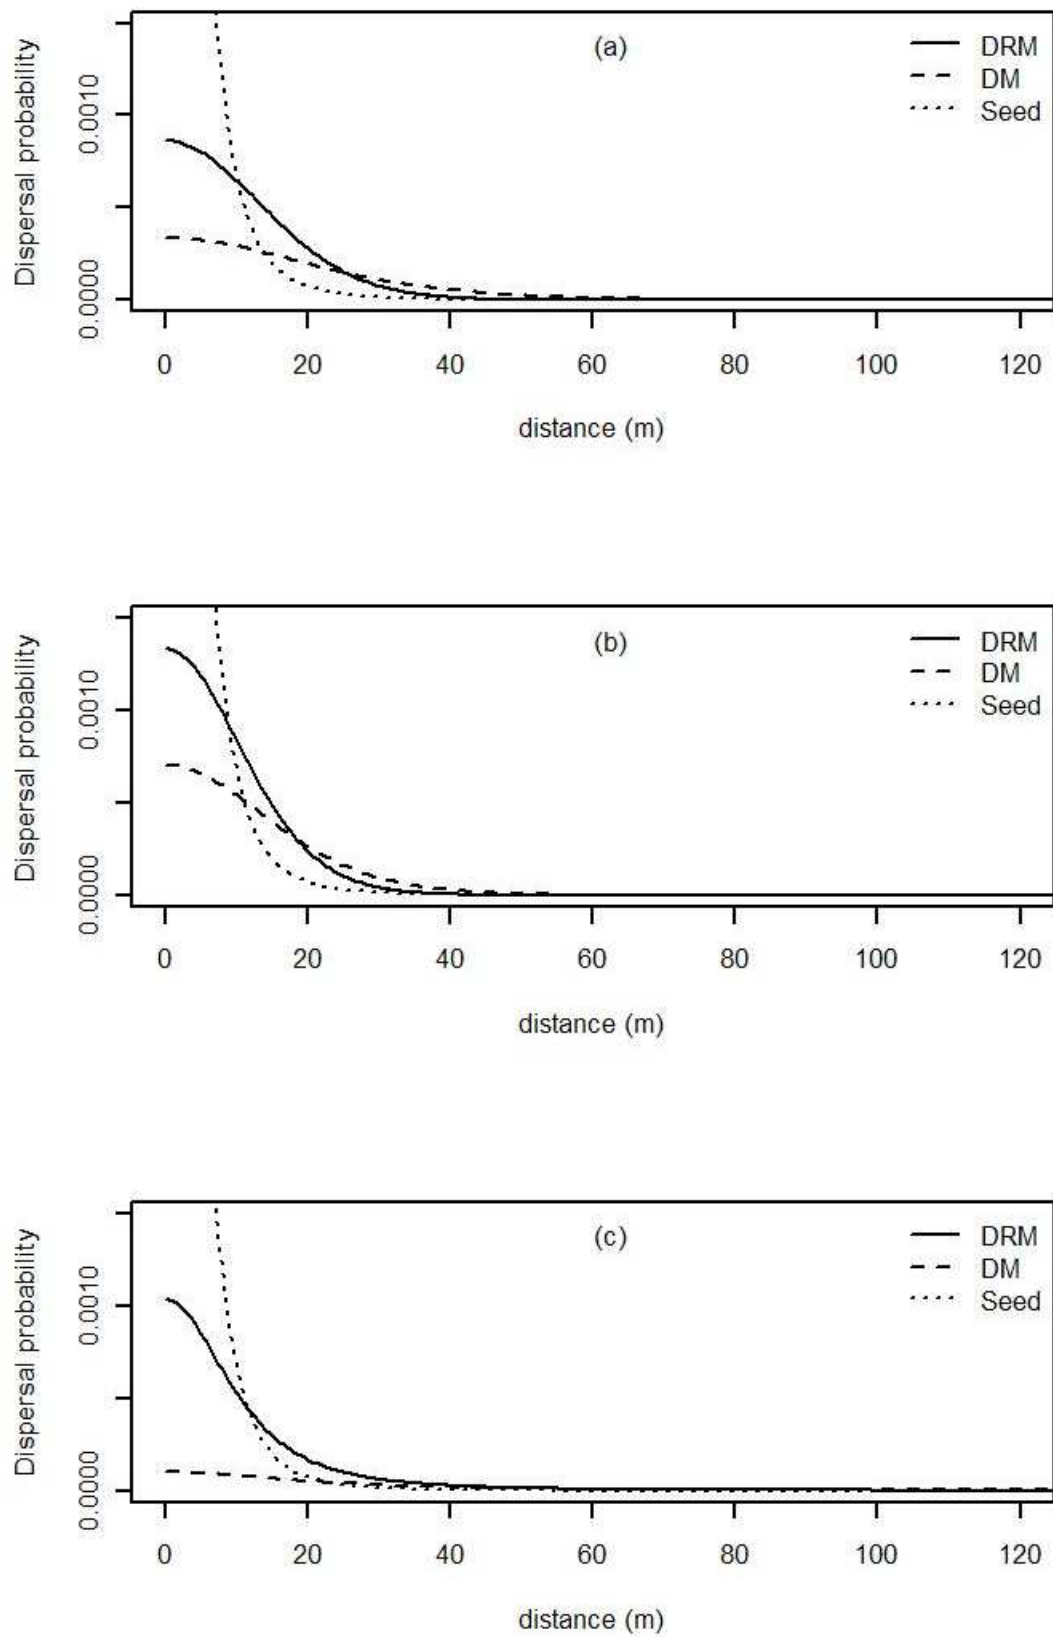 (a)
DRM
DM
Seed
Dispersal probability
0.0000
0.0010
0 20 40 60 80 100 120
distance (m)
(b)
DRM
DM
Seed
Dispersal probability
0.0000
0.0010
0 20 40 60 80 100 120
distance (m)
(c)
DRM
DM
Seed
Dispersal probability
0.0000
0.0010
0 20 40 60 80 100 120
distance (m)